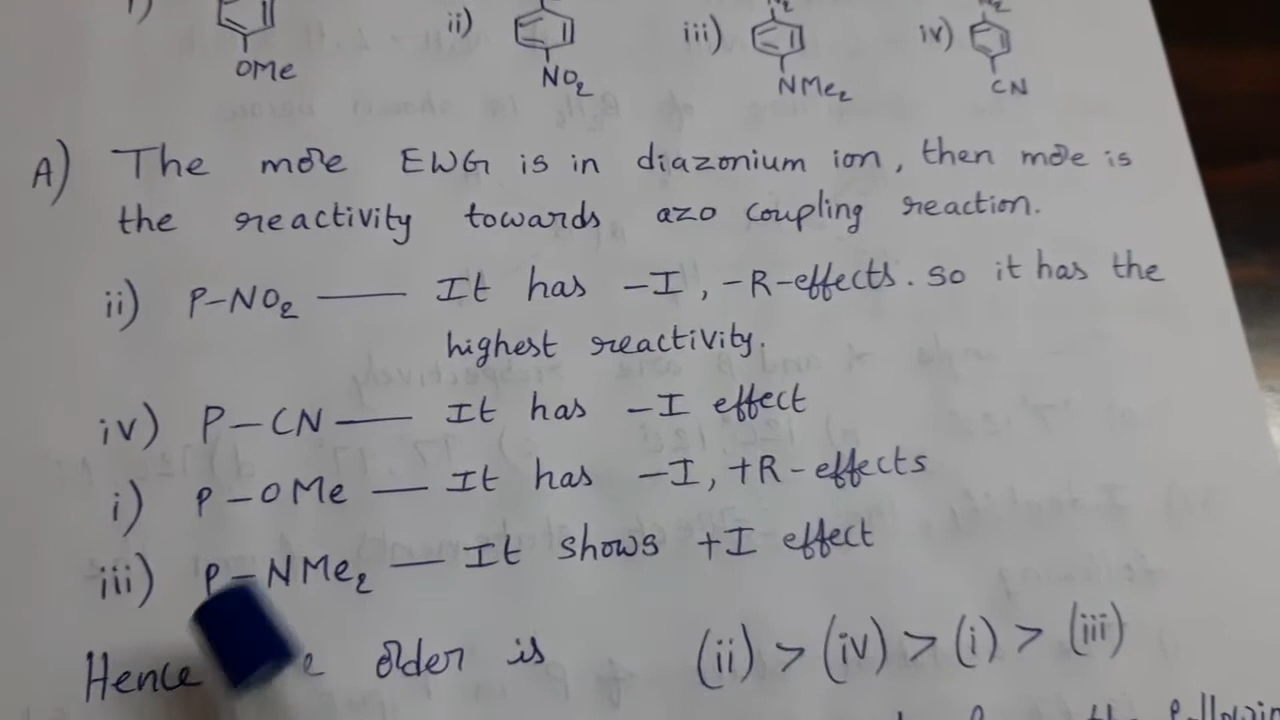 ii) iii) iv)
OMe NO2 NMe2 CN
A) The more EWG is in diazonium ion, then more is
the reactivity towards azo coupling reaction.
ii) P-NO2 — It has -I, -R-effects. so it has the
highest reactivity.
iv) P-CN — It has -I effect
i) P-OMe — It has -I, +R-effects
iii) P-NMe2 — It shows +I effect
Hence order is (ii) > (iv) > (i) > (iii)